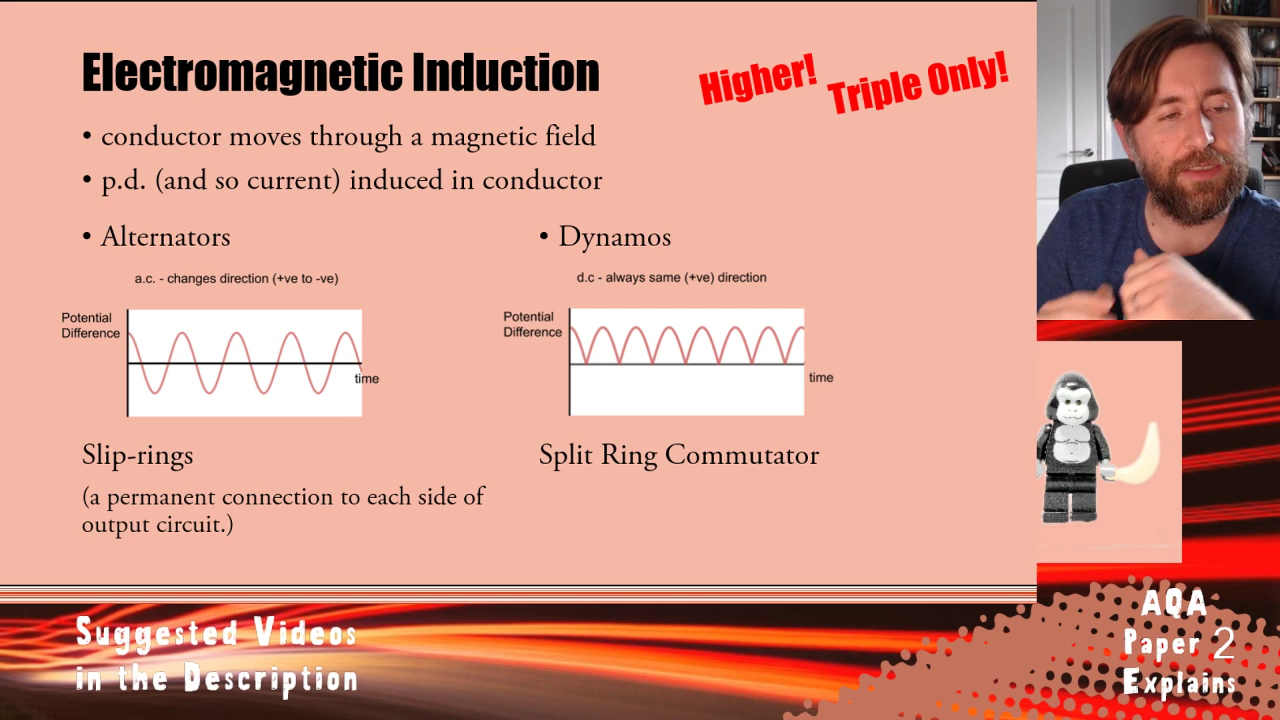 Electromagnetic Induction
Higher!
Triple Only!
• conductor moves through a magnetic field
• p.d. (and so current) induced in conductor
• Alternators
a.c. - changes direction (+ve to -ve)
Potential
Difference
time
Slip-rings
(a permanent connection to each side of
output circuit.)
• Dynamos
d.c - always same (+ve) direction
Potential
Difference
time
Split Ring Commutator
Suggested Videos
in the Description
AQA
Paper 2
Explains